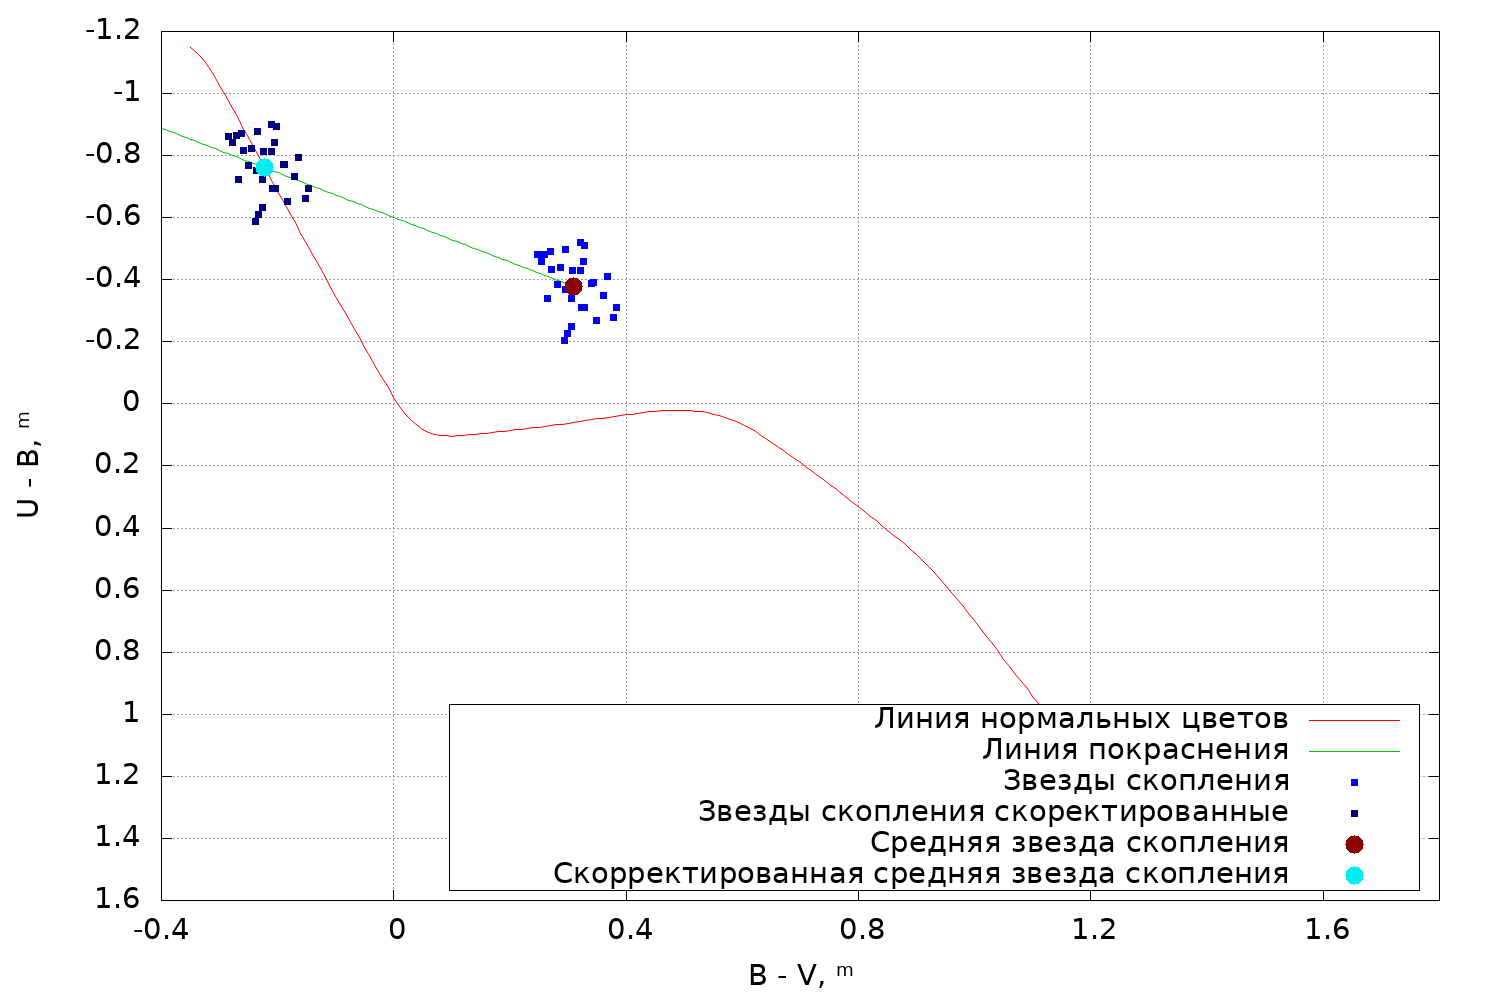 -1.2
-1
-0.8
-0.6
-0.4
-0.2
0
0.2
0.4
0.6
0.8
1
1.2
1.4
1.6
U - B, m
Линия нормальных цветов
Линия покраснения
Звезды скопления
Звезды скопления скоректированные
Средняя звезда скопления
Скорректированная средняя звезда скопления
-0.4 0 0.4 0.8 1.2 1.6
B - V, m